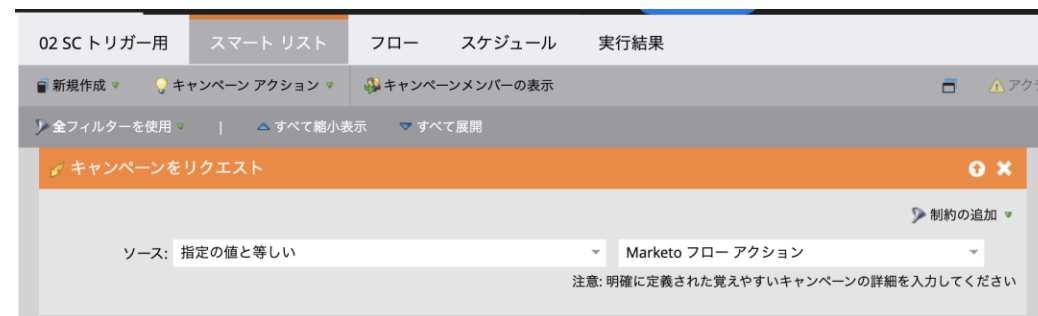 02 SC トリガー用 スマート リスト フロー スケジュール 実行結果
新規作成 キャンペーン アクション キャンペーンメンバーの表示 アク
全フィルターを使用 | すべて縮小表示 すべて展開
キャンペーンをリクエスト
制約の追加
ソース: 指定の値と等しい Marketo フロー アクション
注意: 明確に定義された覚えやすいキャンペーンの詳細を入力してください